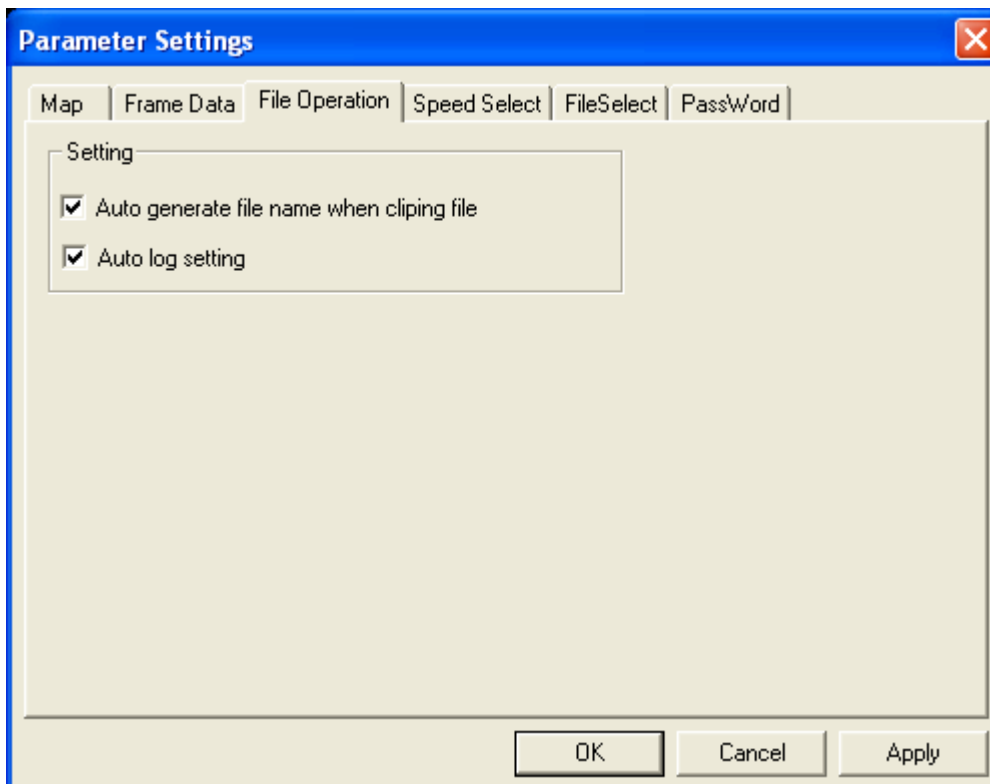 Parameter Settings
Map Frame Data File Operation Speed Select FileSelect PassWord
Setting
Auto generate file name when cliping file
Auto log setting
OK Cancel Apply